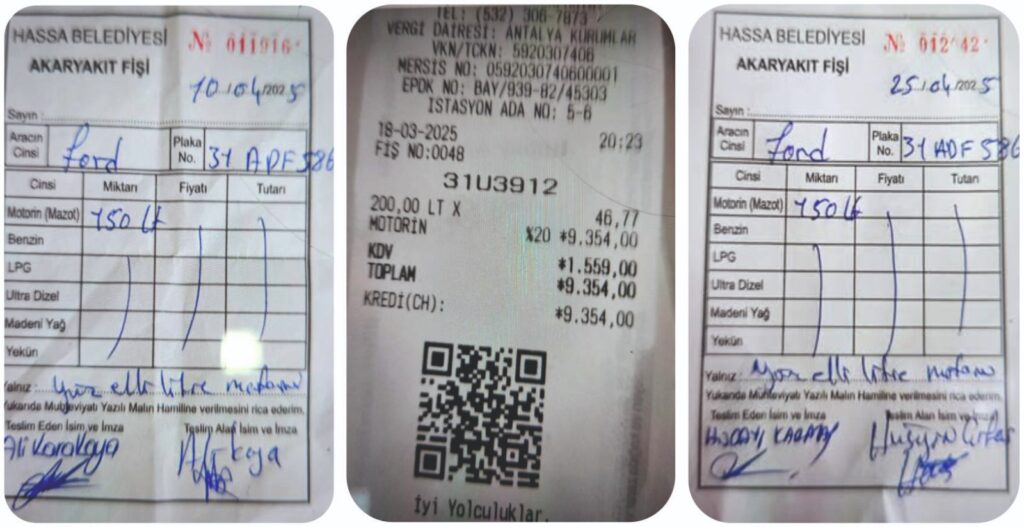 HASSA BELEDİYESİ
AKARYAKIT FİŞİ
№ 011916
10/04/2025
Sayın:
Aracın Cinsi Ford Plaka No. 31 ADF 586
Cinsi Miktarı Fiyatı Tutarı
Motorin (Mazot) 150 Lt
Benzin
LPG
Ultra Dizel
Madeni Yağ
Yekün
Yalnız: yüz elli litre
Yukarıda Muhteviyatı Yazılı Malın Hamiline verilmesini rica ederim.
Teslim Eden İsim ve İmza Teslim Alan İsim ve İmza
Ali Karakaya
TEL: (532) 306-7873
VERGİ DAİRESİ: ANTALYA KURUMLAR
VKN/TCKN: 5920307406
MERSİS NO: 0592030740600001
EPDK NO: BAY/939-82/45303
İSTASYON ADA NO: 5-6
18-03-2025 20:23
FİŞ NO:0048
31U3912
200,00 LT X 46,77
MOTORİN %20 *9.354,00
KDV *1.559,00
TOPLAM *9.354,00
KREDİ(CH): *9.354,00
İyi Yolculuklar.
HASSA BELEDİYESİ
AKARYAKIT FİŞİ
№
25/04/2025
Sayın:
Aracın Cinsi Ford Plaka No. 31 ADF 586
Cinsi Miktarı Fiyatı Tutarı
Motorin (Mazot) 150 Lt
Benzin
LPG
Ultra Dizel
Madeni Yağ
Yekün
Yalnız: yüz elli litre
Yukarıda Muhteviyatı Yazılı Malın Hamiline verilmesini rica ederim.
Teslim Eden İsim ve İmza Teslim Alan İsim ve İmza